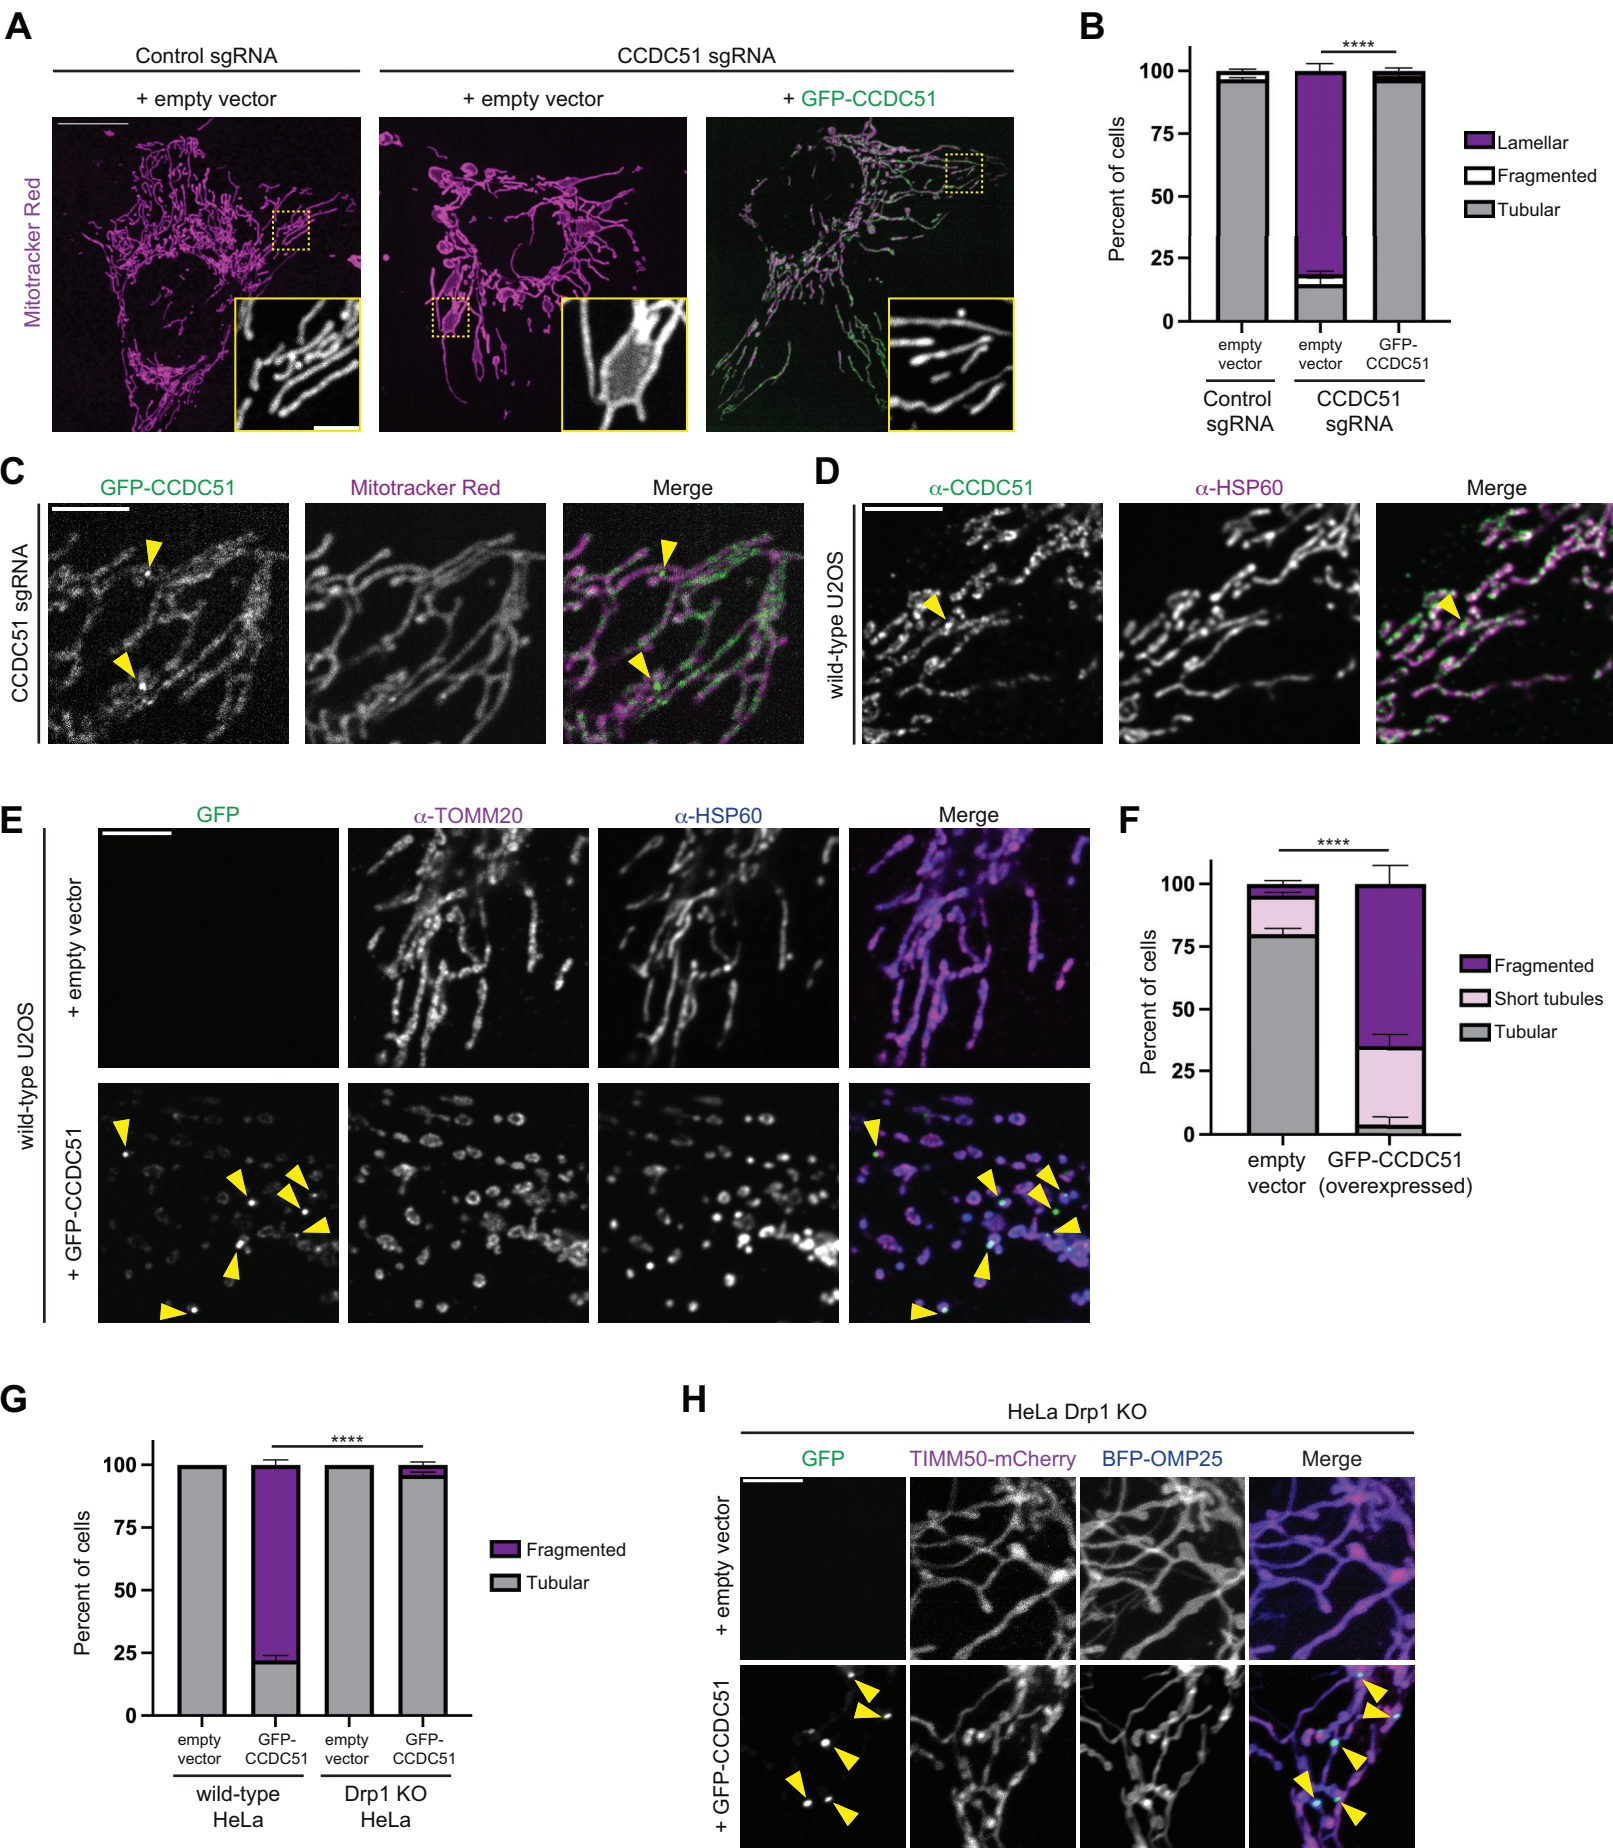 A
Control sgRNA
CCDC51 sgRNA
+ empty vector
+ empty vector
+ GFP-CCDC51
Mitotracker Red
B
****
100
75
50
25
0
Percent of cells
Lamellar
Fragmented
Tubular
empty vector
empty vector
GFP-CCDC51
Control sgRNA
CCDC51 sgRNA
C
GFP-CCDC51
Mitotracker Red
Merge
CCDC51 sgRNA
D
α-CCDC51
α-HSP60
Merge
wild-type U2OS
E
GFP
α-TOMM20
α-HSP60
Merge
wild-type U2OS
+ empty vector
+ GFP-CCDC51
F
****
100
75
50
25
0
Percent of cells
Fragmented
Short tubules
Tubular
empty vector
GFP-CCDC51 (overexpressed)
G
****
100
75
50
25
0
Percent of cells
Fragmented
Tubular
empty vector
GFP-CCDC51
empty vector
GFP-CCDC51
wild-type HeLa
Drp1 KO HeLa
H
HeLa Drp1 KO
GFP
TIMM50-mCherry
BFP-OMP25
Merge
+ empty vector
+ GFP-CCDC51